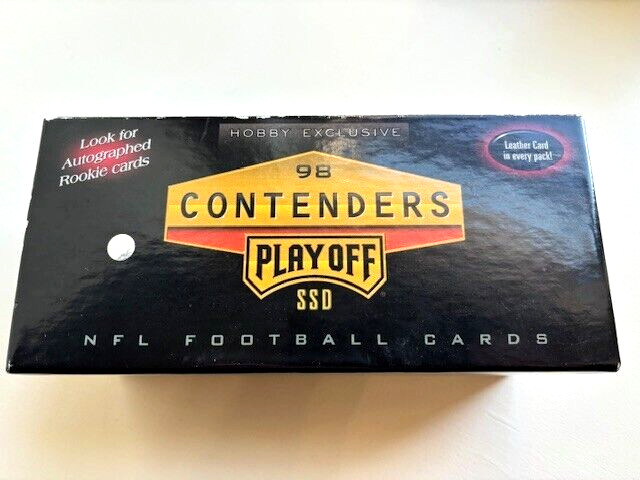 HOBBY EXCLUSIVE
Look for
Autographed
Rookie Cards
Leather Card
in every pack!
98
CONTENDERS
PLAYOFF
SSD
NFL FOOTBALL CARDS